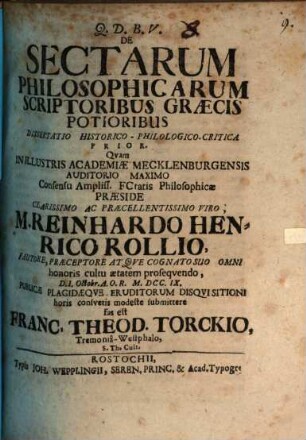 Q. D. B. V.
9.
DE
SECTARUM
PHILOSOPHICARUM
SCRIPTORIBUS GRÆCIS
POTIORIBUS
DISSERTATIO HISTORICO-PHILOLOGICO-CRITICA
PRIOR.
Qvam
IN ILLUSTRIS ACADEMIÆ MECKLENBURGENSIS
AUDITORIO MAXIMO
Consensu Ampliss. FCratis Philosophicæ
PRÆSIDE
CLARISSIMO AC PRÆCELLENTISSIMO VIRO,
M. REINHARDO HEN-
RICO ROLLIO,
FAUTORE, PRÆCEPTORE ATQVE COGNATO SUO OMNI
honoris cultu ætatem proseqvendo,
D. I. Octobr. A. O. R. M. DCC. IX.
PUBLICÆ PLACIDÆQVE ERUDITORUM DISQVISITIONI
horis consvetis modeste submittere
fas est
FRANC. THEOD. TORCKIO,
Tremoniâ-Westphalo,
S. Th. Cult.
ROSTOCHII,
Typis JOH. WEPPLINGII, SEREN. PRINC. & Acad. Typogr.